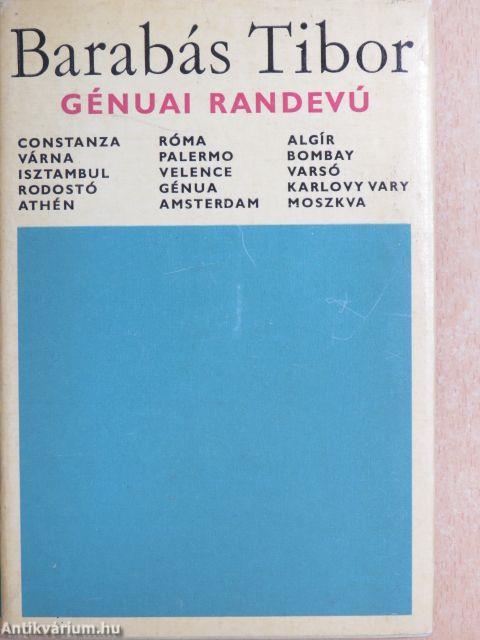 Barabás Tibor
GÉNUAI RANDEVÚ
CONSTANZA
VÁRNA
ISZTAMBUL
RODOSTÓ
ATHÉN
RÓMA
PALERMO
VELENCE
GÉNUA
AMSTERDAM
ALGÍR
BOMBAY
VARSÓ
KARLOVY VARY
MOSZKVA
Antikvárium.hu